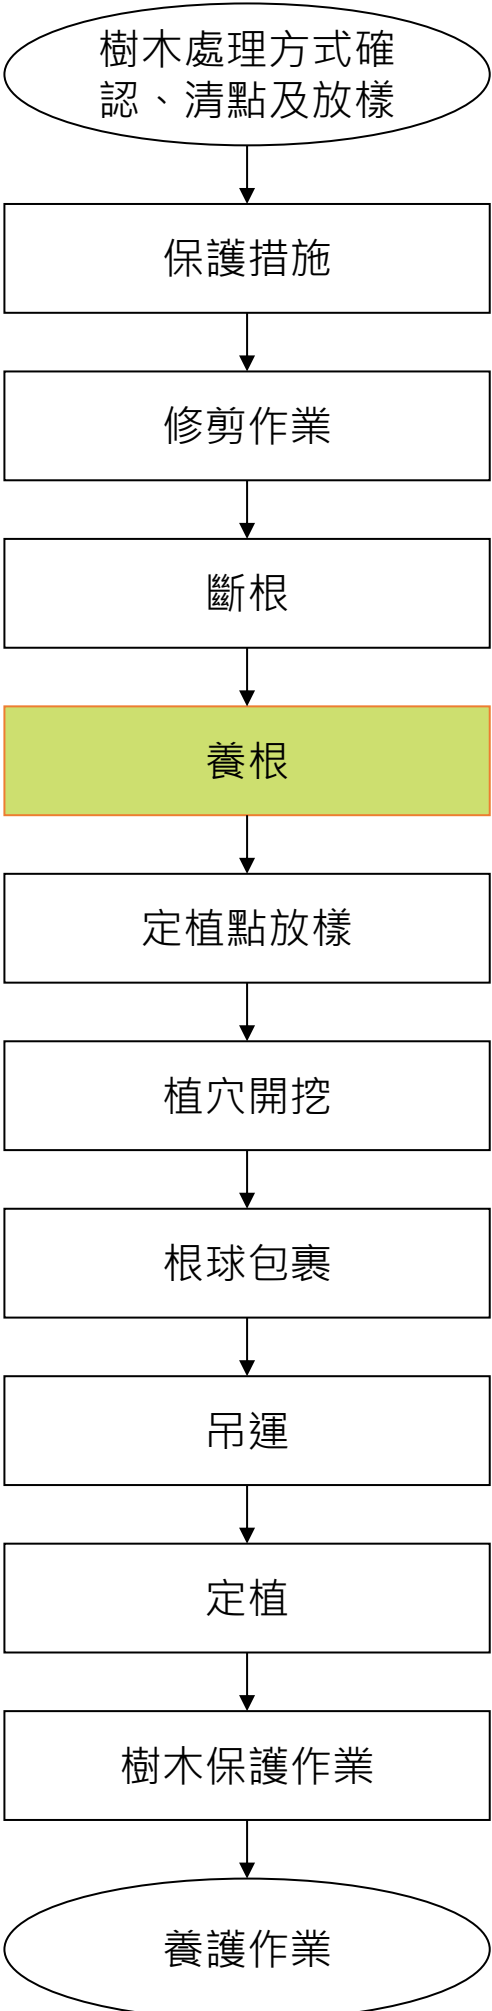 樹木處理方式確
認、清點及放樣
保護措施
修剪作業
斷根
養根
定植點放樣
植穴開挖
根球包裹
吊運
定植
樹木保護作業
養護作業